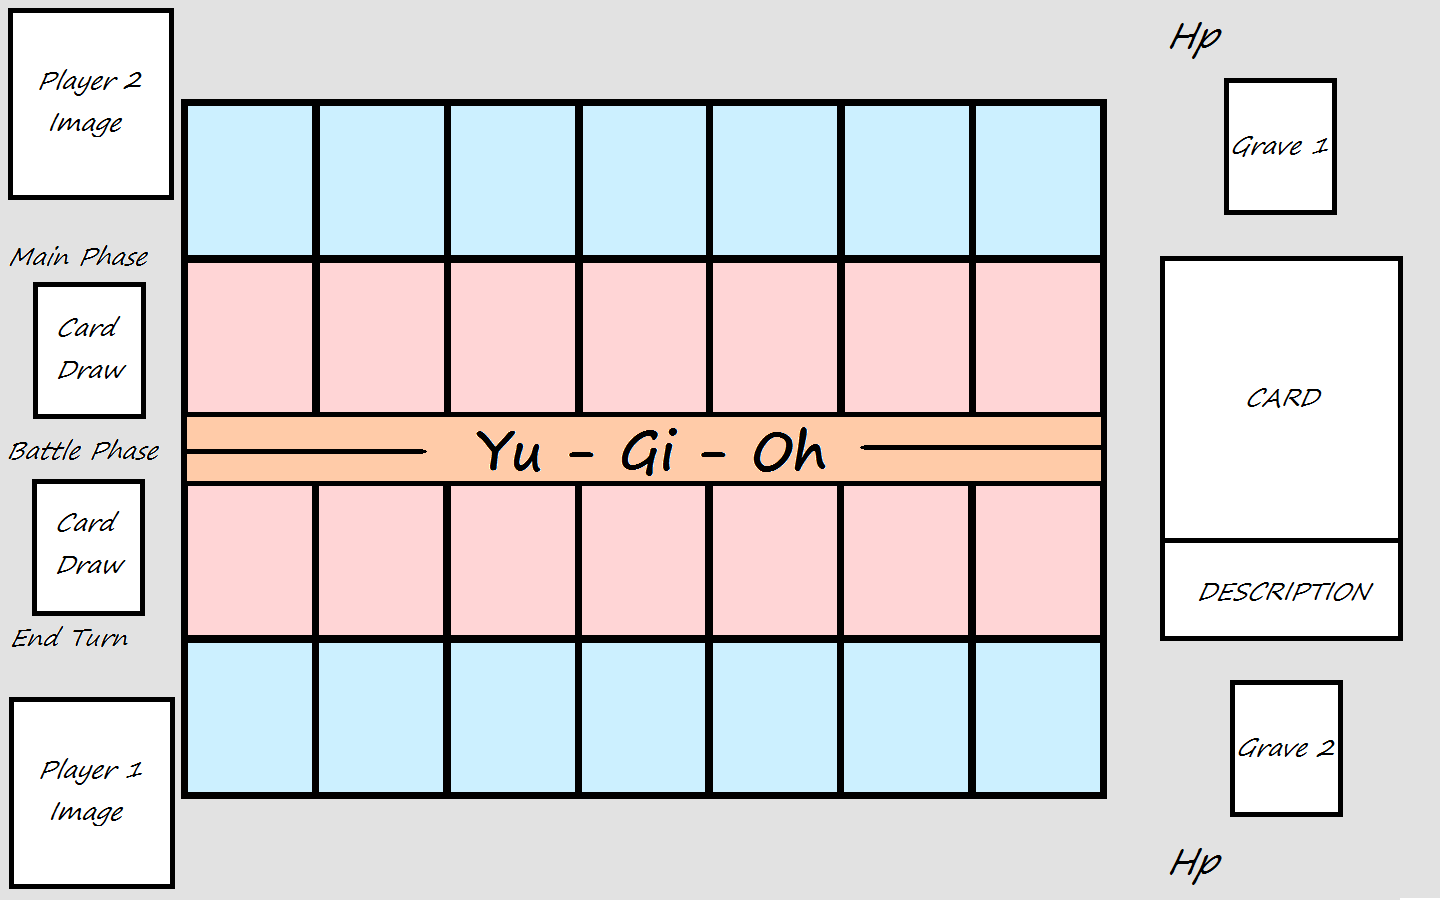 Player 2
Image
Main Phase
Card
Draw
Battle Phase
Card
Draw
End Turn
Player 1
Image
Yu - Gi - Oh
Hp
Grave 1
CARD
DESCRIPTION
Grave 2
Hp